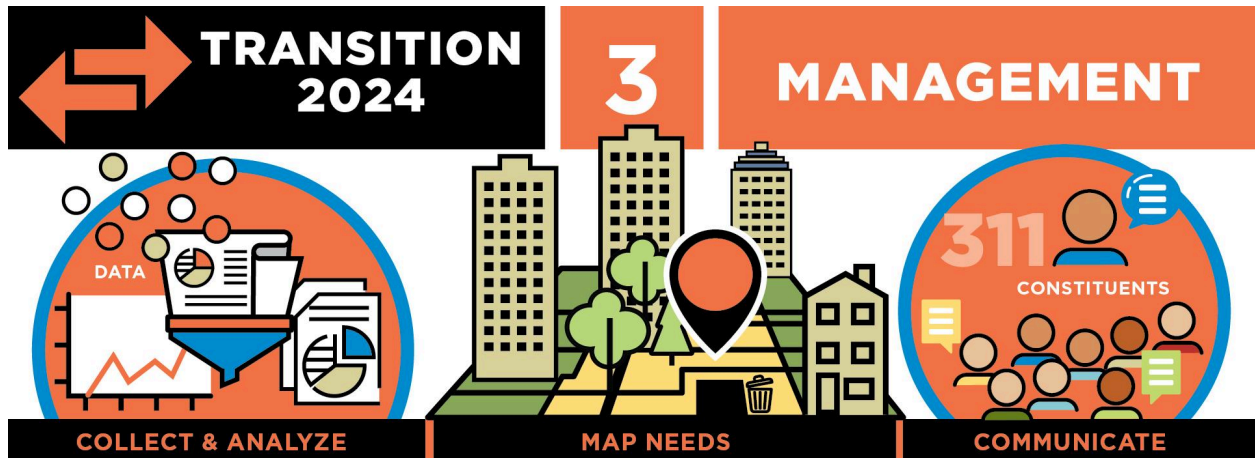 TRANSITION
2024
3
MANAGEMENT
DATA
311
CONSTITUENTS
COLLECT & ANALYZE
MAP NEEDS
COMMUNICATE